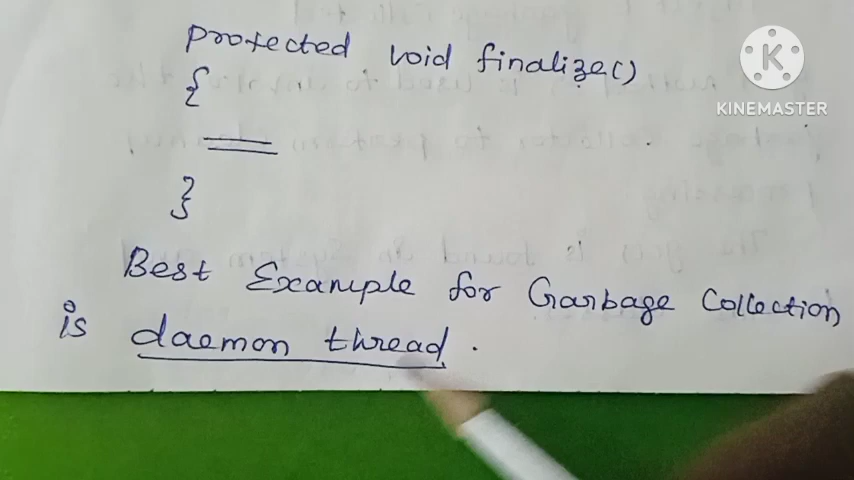 protected void finalize()
{
}
Best Example for Garbage Collection
is daemon thread.
KINEMASTER